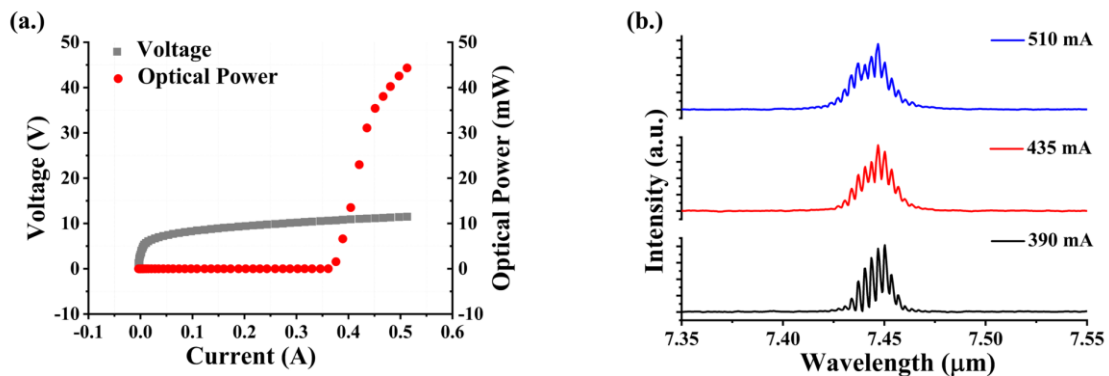 (a.)
50
40
30
20
10
0
-10
Voltage (V)
Voltage
Optical Power
50
40
30
20
10
0
-10
Optical Power (mW)
-0.1 0.0 0.1 0.2 0.3 0.4 0.5 0.6
Current (A)
(b.)
Intensity (a.u.)
510 mA
435 mA
390 mA
7.35 7.40 7.45 7.50 7.55
Wavelength (μm)